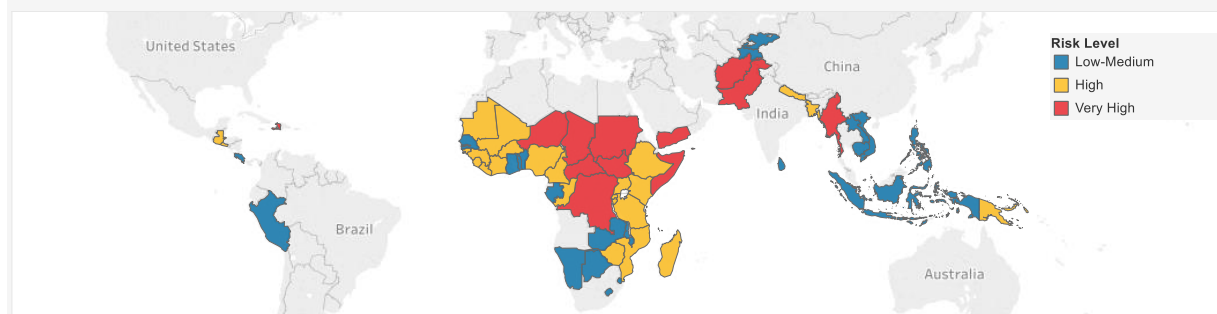 United States
China
India
Brazil
Australia
Risk Level
Low-Medium
High
Very High